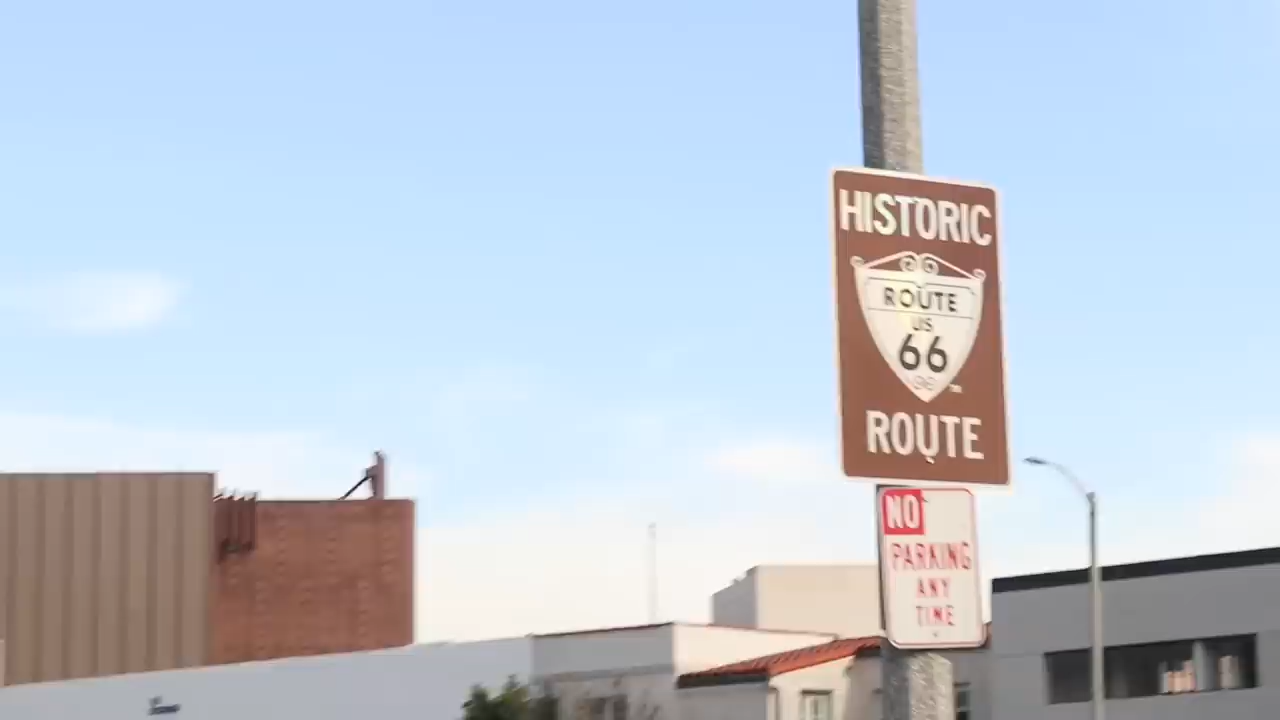 HISTORIC
ROUTE
US
66
ROUTE
NO
PARKING
ANY
TIME